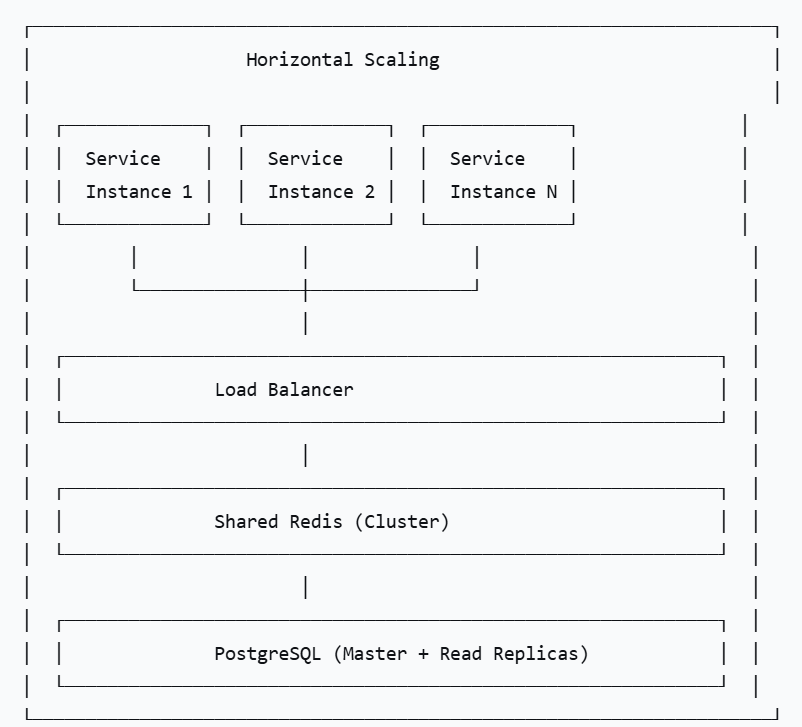 Horizontal Scaling
Service Service Service
Instance 1 Instance 2 Instance N
Load Balancer
Shared Redis (Cluster)
PostgreSQL (Master + Read Replicas)